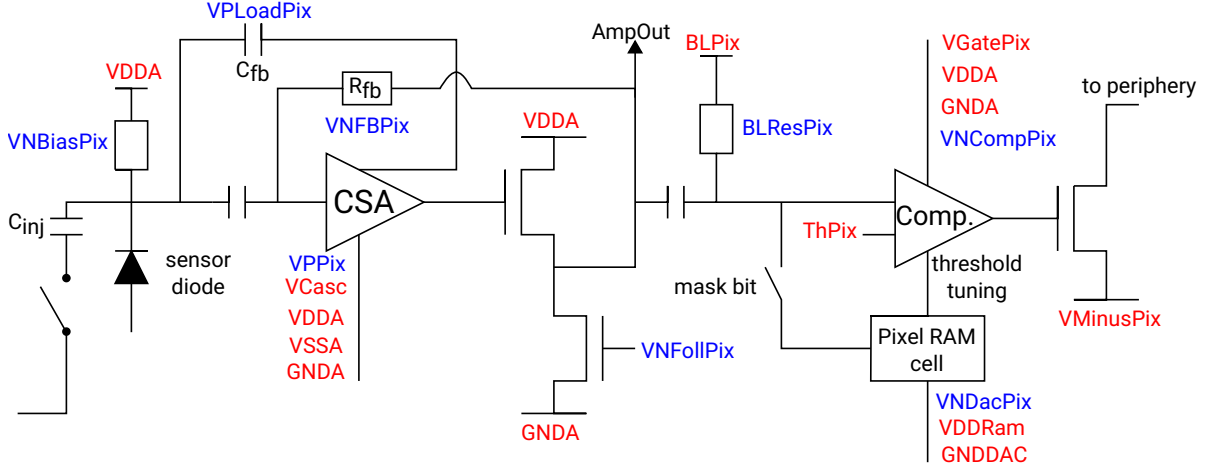 VPLoadPix
Cfb
VDDA
VNBiasPix
Rfb
VNFBPix
AmpOut
BLPix
BLResPix
VGatePix
VDDA
GNDA
VNCompPix
to periphery
VDDA
CSA
Cinj
sensor
diode
VPPix
VCasc
VDDA
VSSA
GNDA
VNFollPix
GNDA
Comp.
ThPix
threshold
tuning
mask bit
Pixel RAM
cell
VMinusPix
VNDacPix
VDDRam
GNDDAC